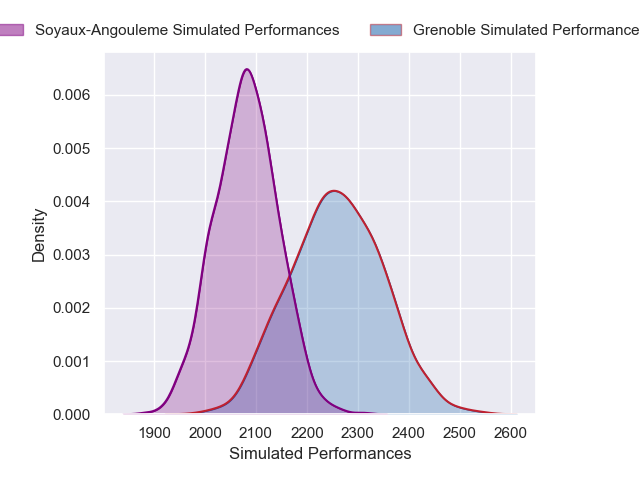 Soyaux-Angouleme Simulated Performances
Grenoble Simulated Performance
0.006
0.005
0.004
0.003
0.002
0.001
0.000
Density
1900 2000 2100 2200 2300 2400 2500 2600
Simulated Performances